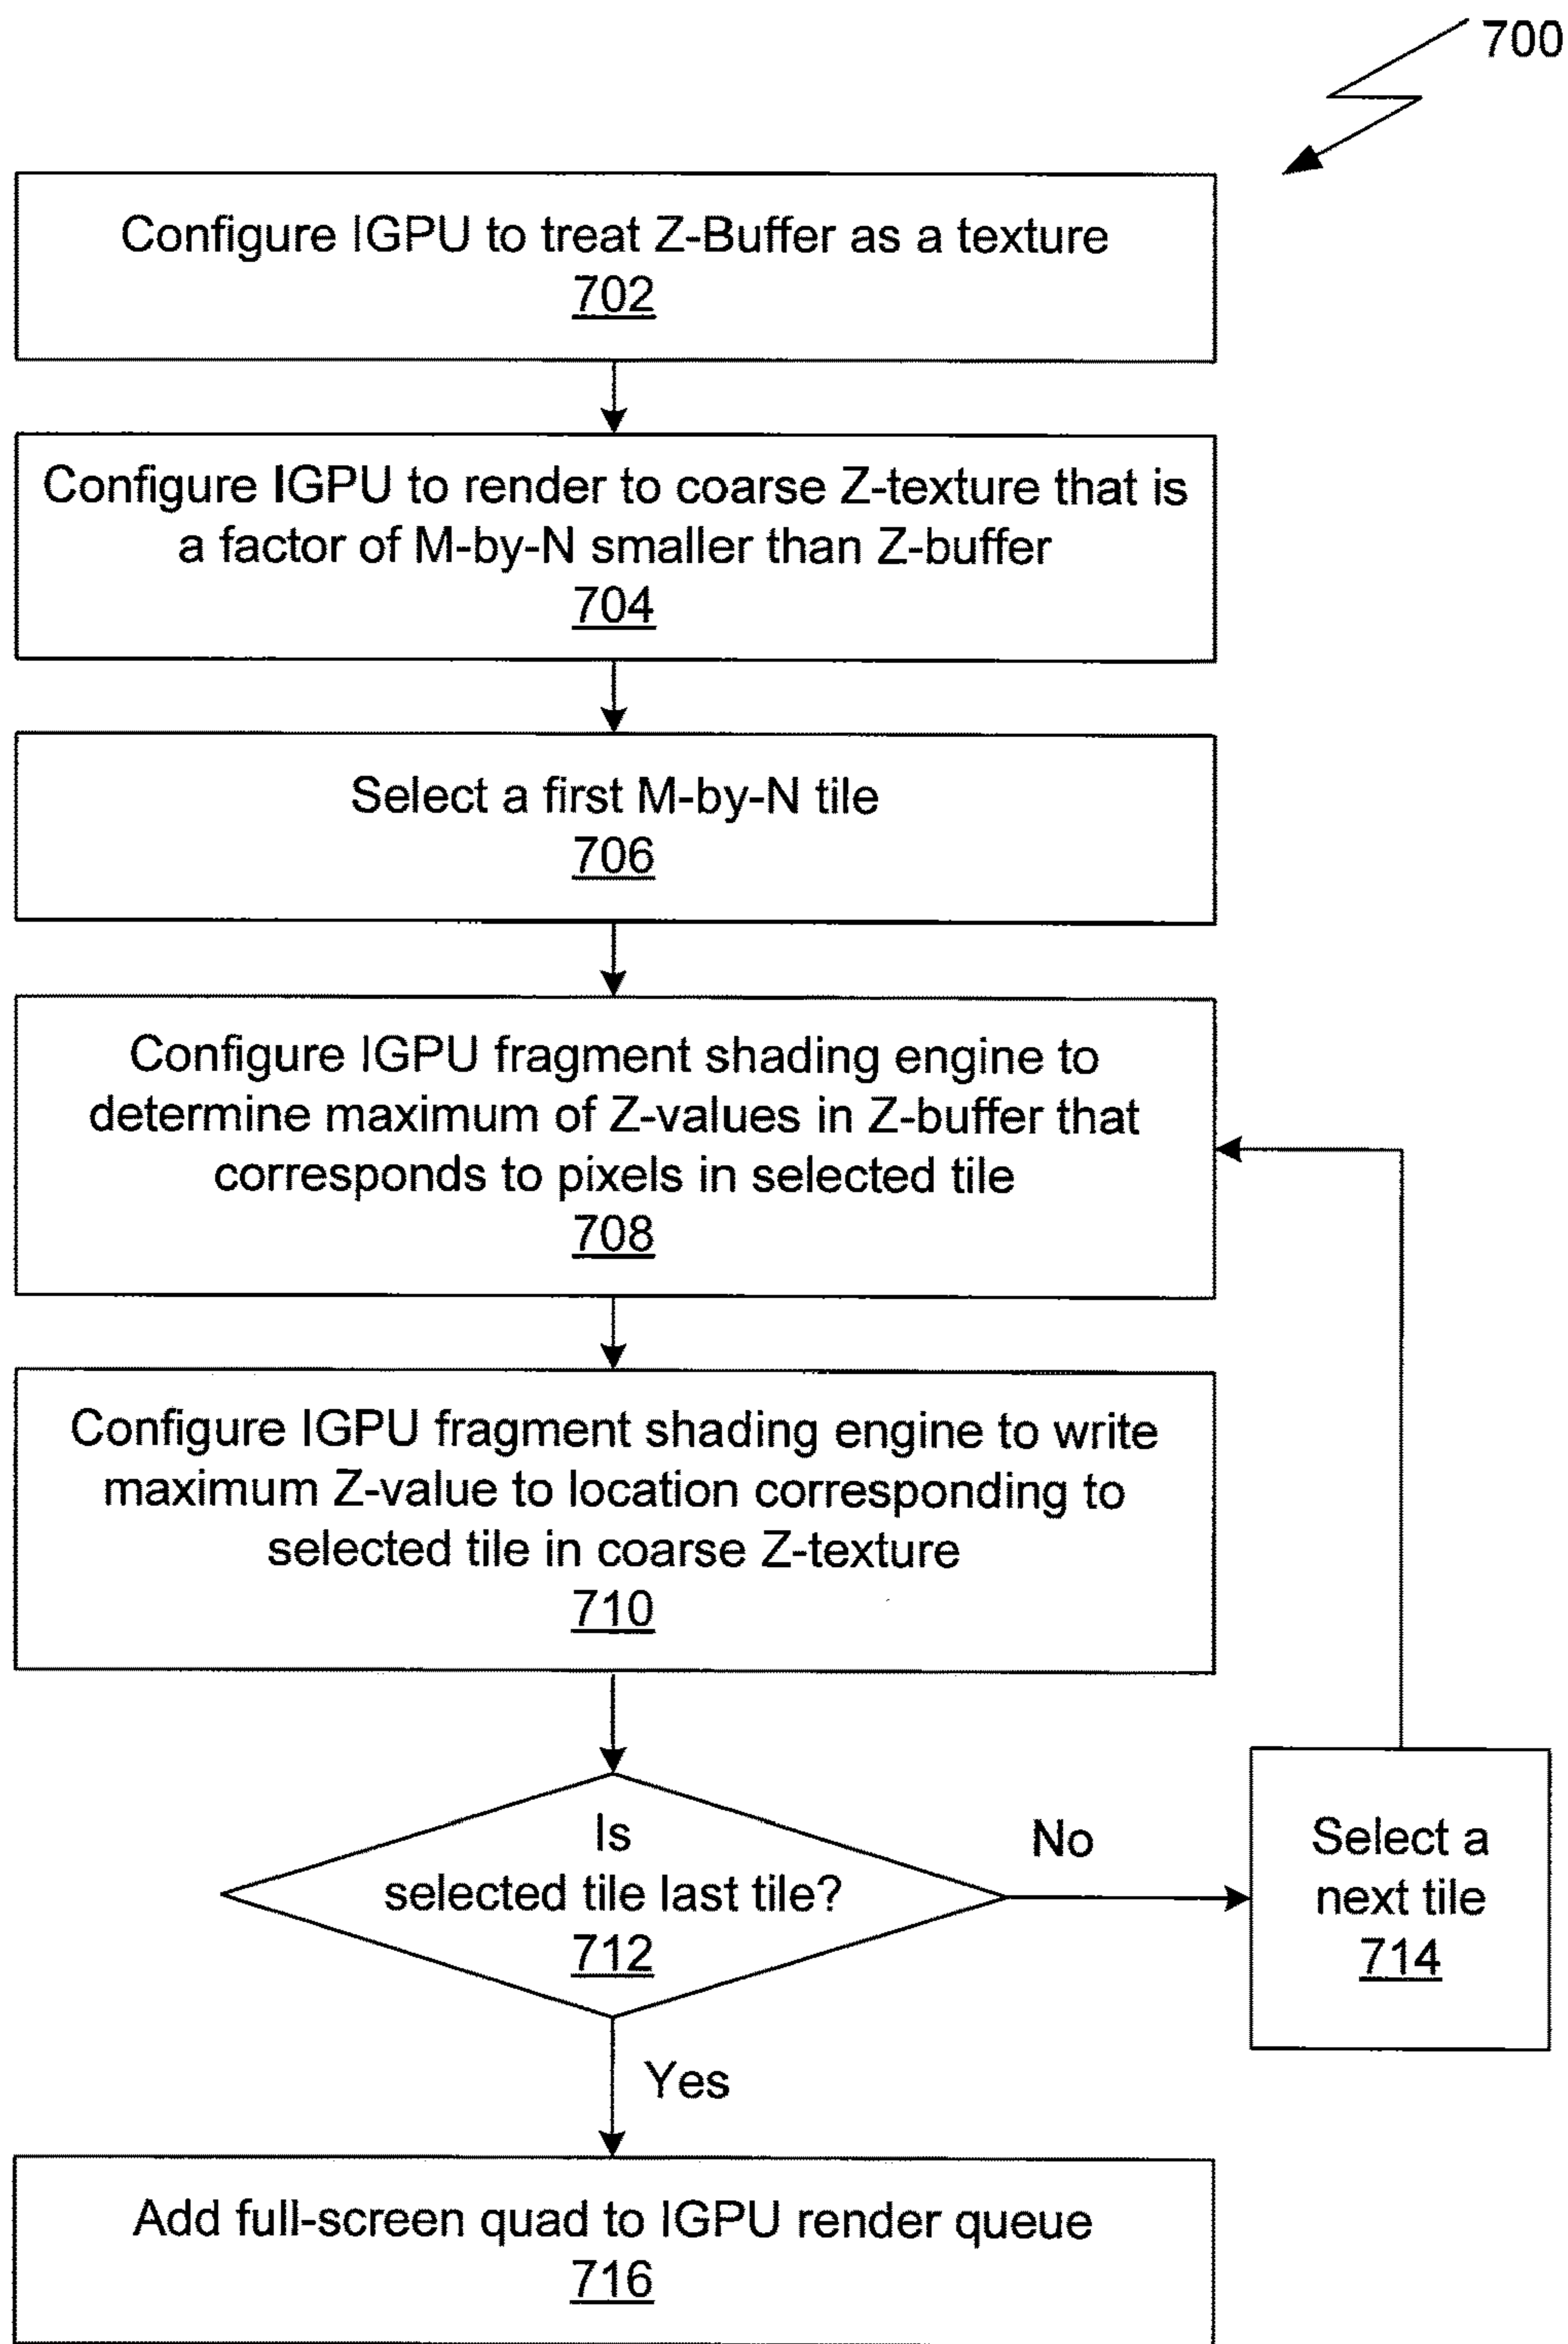 700
Configure IGPU to treat Z-Buffer as a texture
702
Configure IGPU to render to coarse Z-texture that is
a factor of M-by-N smaller than Z-buffer
704
Select a first M-by-N tile
706
Configure IGPU fragment shading engine to
determine maximum of Z-values in Z-buffer that
corresponds to pixels in selected tile
708
Configure IGPU fragment shading engine to write
maximum Z-value to location corresponding to
selected tile in coarse Z-texture
710
Is
selected tile last tile?
712
No
Select a
next tile
714
Yes
Add full-screen quad to IGPU render queue
716